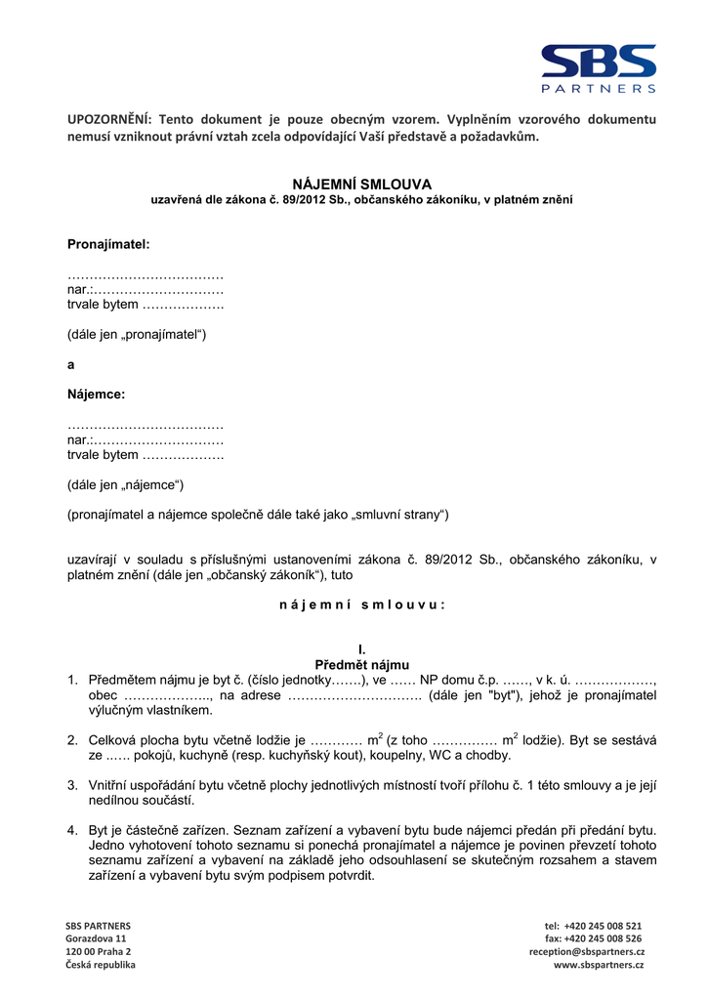 SBS
PARTNERS
UPOZORNĚNÍ: Tento dokument je pouze obecným vzorem. Vyplněním vzorového dokumentu
nemusí vzniknout právní vztah zcela odpovídající Vaší představě a požadavkům.
NÁJEMNÍ SMLOUVA
uzavřená dle zákona č. 89/2012 Sb., občanského zákoníku, v platném znění
Pronajímatel:
………………………………
nar.:…………………………
trvale bytem ……………….
(dále jen „pronajímatel“)
a
Nájemce:
………………………………
nar.:…………………………
trvale bytem ……………….
(dále jen „nájemce“)
(pronajímatel a nájemce společně dále také jako „smluvní strany“)
uzavírají v souladu s příslušnými ustanoveními zákona č. 89/2012 Sb., občanského zákoníku, v
platném znění (dále jen „občanský zákoník“), tuto
n á j e m n í s m l o u v u :
I.
Předmět nájmu
1. Předmětem nájmu je byt č. (číslo jednotky…….), ve …… NP domu č.p. ……, v k. ú. ………………,
obec ……………….., na adrese …………………………. (dále jen "byt"), jehož je pronajímatel
výlučným vlastníkem.
2. Celková plocha bytu včetně lodžie je ………… m2 (z toho …………… m2 lodžie). Byt se sestává
ze ..…. pokojů, kuchyně (resp. kuchyňský kout), koupelny, WC a chodby.
3. Vnitřní uspořádání bytu včetně plochy jednotlivých místností tvoří přílohu č. 1 této smlouvy a je její
nedílnou součástí.
4. Byt je částečně zařízen. Seznam zařízení a vybavení bytu bude nájemci předán při předání bytu.
Jedno vyhotovení tohoto seznamu si ponechá pronajímatel a nájemce je povinen převzetí tohoto
seznamu zařízení a vybavení na základě jeho odsouhlasení se skutečným rozsahem a stavem
zařízení a vybavení bytu svým podpisem potvrdit.
SBS PARTNERS
Gorazdova 11
120 00 Praha 2
Česká republika
tel: +420 245 008 521
fax: +420 245 008 526
reception@sbspartners.cz
www.sbspartners.cz